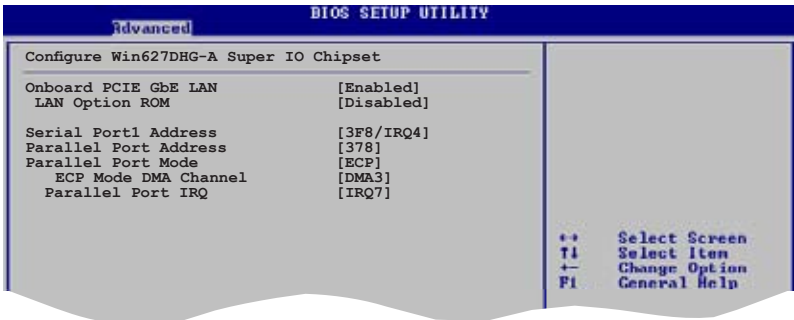 BIOS SETUP UTILITY
Advanced
Configure Win627DHG-A Super IO Chipset
Onboard PCIE GbE LAN [Enabled]
LAN Option ROM [Disabled]
Serial Port1 Address [3F8/IRQ4]
Parallel Port Address [378]
Parallel Port Mode [ECP]
ECP Mode DMA Channel [DMA3]
Parallel Port IRQ [IRQ7]
←→ Select Screen
↑↓ Select Item
+- Change Option
F1 General Help